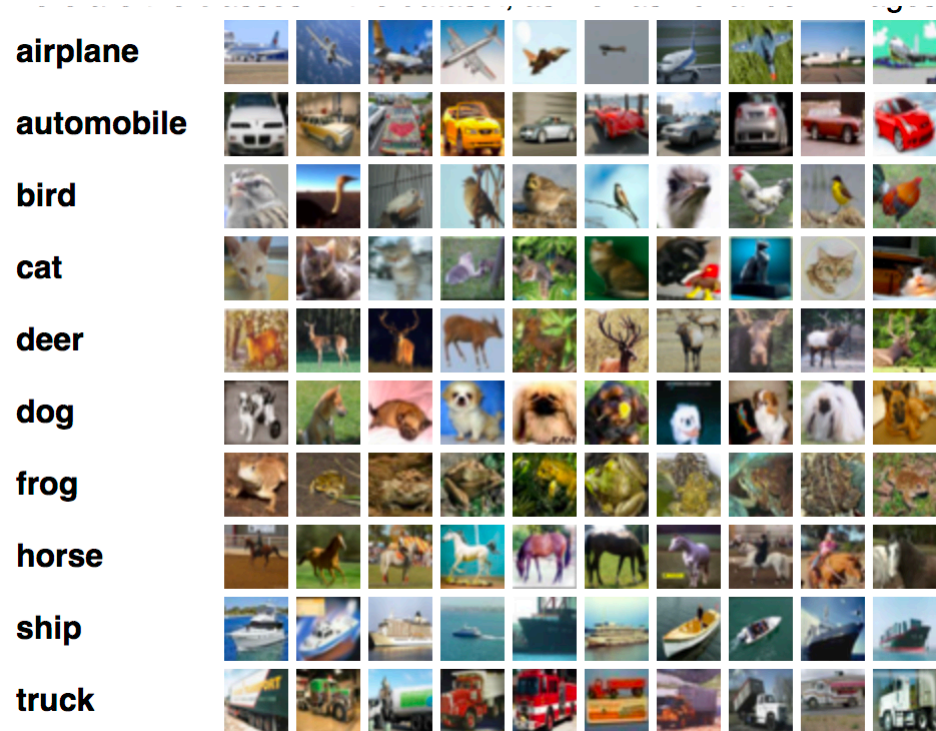 airplane
automobile
bird
cat
deer
dog
frog
horse
ship
truck